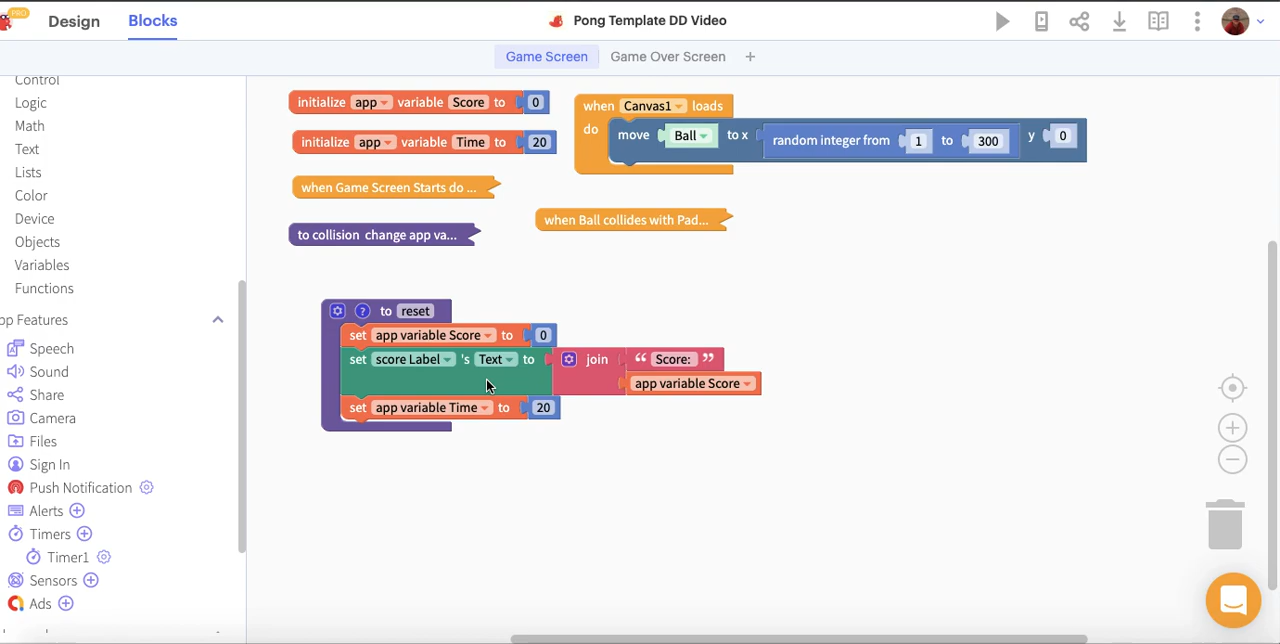 PRO
Design
Blocks
Pong Template DD Video
Game Screen
Game Over Screen
+
Control
Logic
Math
Text
Lists
Color
Device
Objects
Variables
Functions
pp Features
Speech
Sound
Share
Camera
Files
Sign In
Push Notification
Alerts
Timers
Timer1
Sensors
Ads
initialize app variable Score to 0
initialize app variable Time to 20
when Game Screen Starts do ...
to collision change app va...
when Canvas1 loads
do move Ball to x random integer from 1 to 300 y 0
when Ball collides with Pad...
? to reset
set app variable Score to 0
set score Label 's Text to join “ Score: ”
app variable Score
set app variable Time to 20